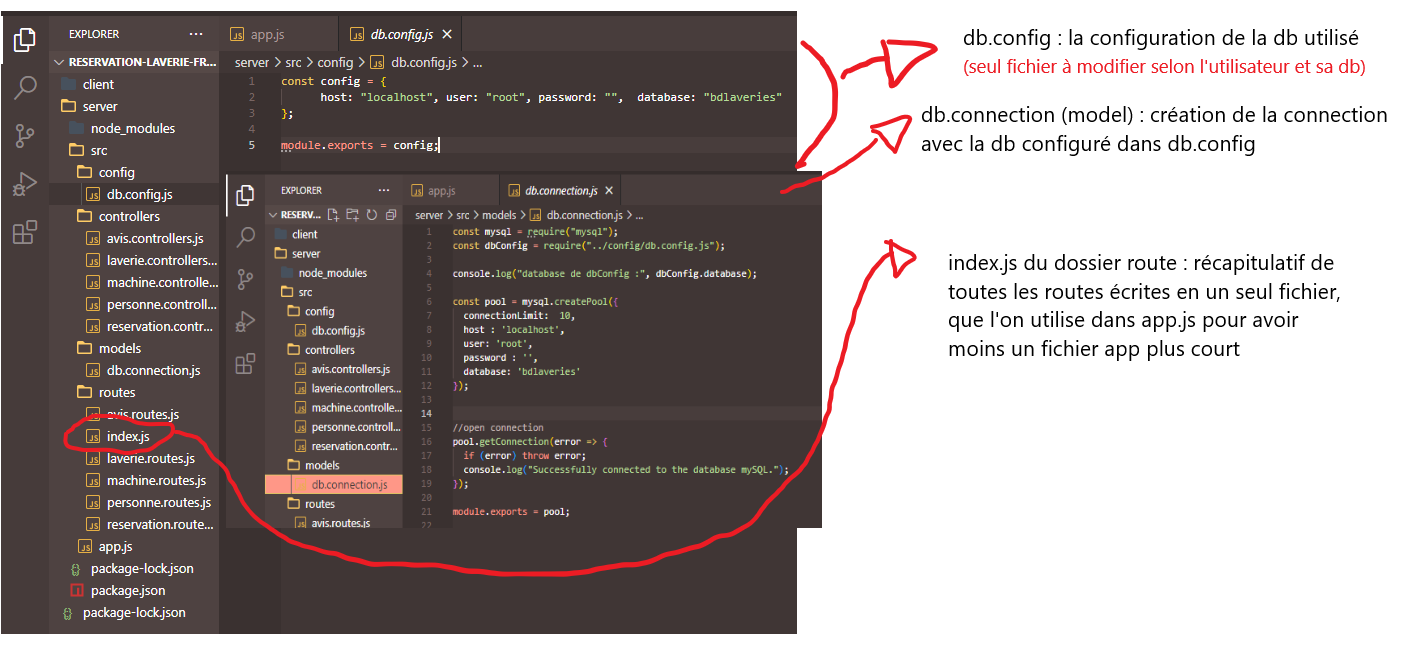 EXPLORER
...
RESERVATION-LAVERIE-FR...
client
server
node_modules
src
config
db.config.js
controllers
avis.controllers.js
laverie.controllers...
machine.controlle...
personne.controll...
reservation.contr...
models
db.connection.js
routes
avis.routes.js
index.js
laverie.routes.js
machine.routes.js
personne.routes.js
reservation.route...
app.js
package-lock.json
package.json
package-lock.json
app.js
db.config.js
server > src > config > db.config.js > ...
1 const config = {
2 host: "localhost", user: "root", password: "", database: "bdlaveries"
3 };
4
5 module.exports = config;
EXPLORER
...
RESERV...
client
server
node_modules
src
config
db.config.js
controllers
avis.controllers.js
laverie.controllers...
machine.controlle...
personne.controll...
reservation.contr...
models
db.connection.js
routes
avis.routes.js
app.js
db.connection.js
server > src > models > db.connection.js > ...
1 const mysql = require("mysql");
2 const dbConfig = require("../config/db.config.js");
3
4 console.log("database de dbConfig :", dbConfig.database);
5
6 const pool = mysql.createPool({
7 connectionLimit: 10,
8 host : 'localhost',
9 user: 'root',
10 password : '',
11 database: 'bdlaveries'
12 });
13
14
15 //open connection
16 pool.getConnection(error => {
17 if (error) throw error;
18 console.log("Successfully connected to the database mySQL.");
19 });
20
21 module.exports = pool;
22
db.config : la configuration de la db utilisé
(seul fichier à modifier selon l'utilisateur et sa db)
db.connection (model) : création de la connection
avec la db configuré dans db.config
index.js du dossier route : récapitulatif de
toutes les routes écrites en un seul fichier,
que l'on utilise dans app.js pour avoir
moins un fichier app plus court